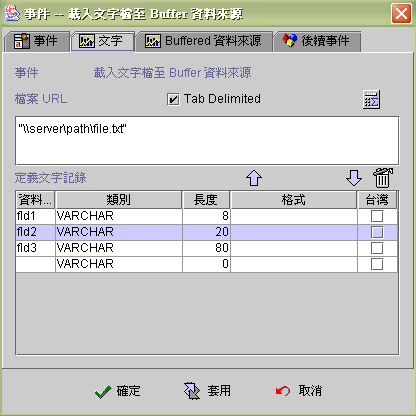 事件 -- 載入文字檔至 Buffer 資料來源
事件 文字 Buffered 資料來源 後續事件
事件 載入文字檔至 Buffer 資料來源
檔案 URL Tab Delimited
"\\server\path\file.txt"
定義文字記錄
資料... 類別 長度 格式 台灣
fld1 VARCHAR 8
fld2 VARCHAR 20
fld3 VARCHAR 80
VARCHAR 0
確定 套用 取消